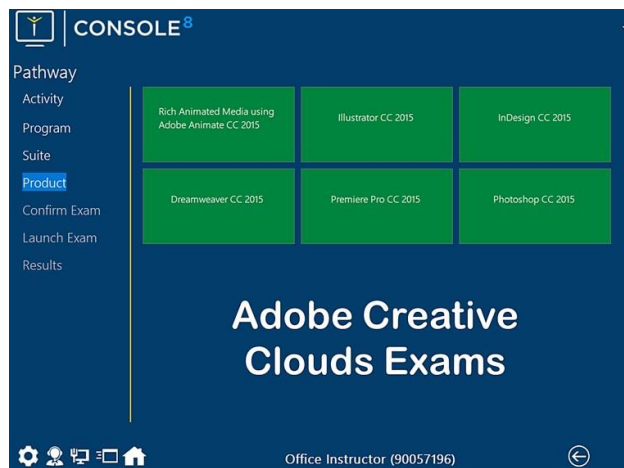 CONSOLE8
Pathway
Activity
Program
Suite
Product
Confirm Exam
Launch Exam
Results
Rich Animated Media using
Adobe Animate CC 2015
Illustrator CC 2015
InDesign CC 2015
Dreamweaver CC 2015
Premiere Pro CC 2015
Photoshop CC 2015
Adobe Creative
Clouds Exams
Office Instructor (90057196)